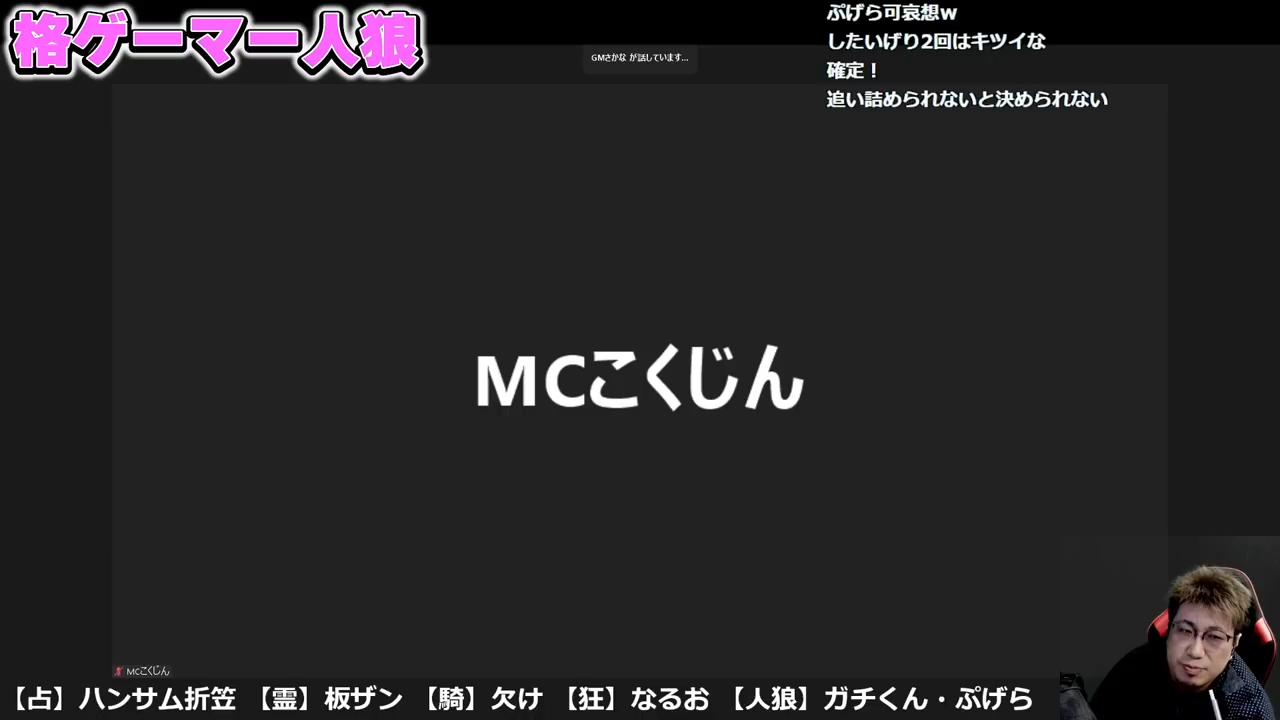 格ゲーマー人狼
ぷげら可哀想w
したいげり2回はキツイな
確定！
追い詰められないと決められない
GMさかな が話しています...
MCこくじん
MCこくじん
【占】ハンサム折笠 【霊】板ザン 【騎】欠け 【狂】なるお 【人狼】ガチくん・ぷげら